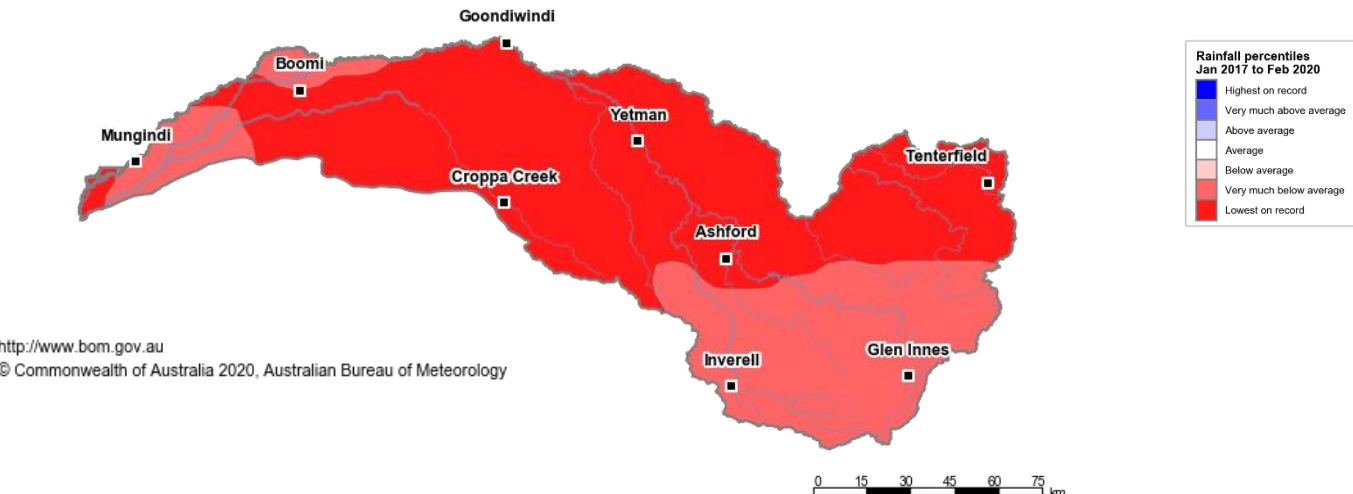 Goondiwindi
Boomi
Yetman
Mungindi
Tenterfield
Croppa Creek
Ashford
Inverell
Glen Innes
http://www.bom.gov.au
© Commonwealth of Australia 2020, Australian Bureau of Meteorology
Rainfall percentiles
Jan 2017 to Feb 2020
Highest on record
Very much above average
Above average
Average
Below average
Very much below average
Lowest on record
0 15 30 45 60 75
km